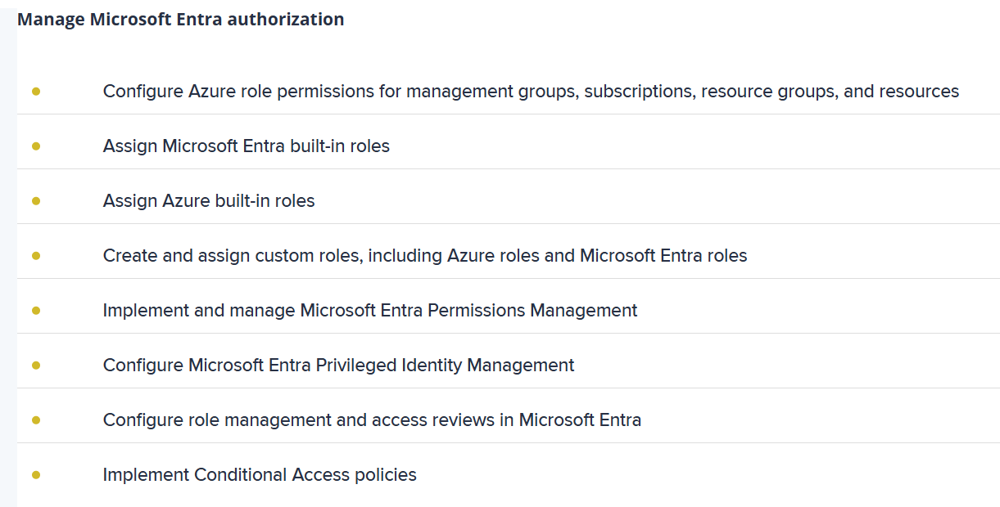 Manage Microsoft Entra authorization
Configure Azure role permissions for management groups, subscriptions, resource groups, and resources
Assign Microsoft Entra built-in roles
Assign Azure built-in roles
Create and assign custom roles, including Azure roles and Microsoft Entra roles
Implement and manage Microsoft Entra Permissions Management
Configure Microsoft Entra Privileged Identity Management
Configure role management and access reviews in Microsoft Entra
Implement Conditional Access policies